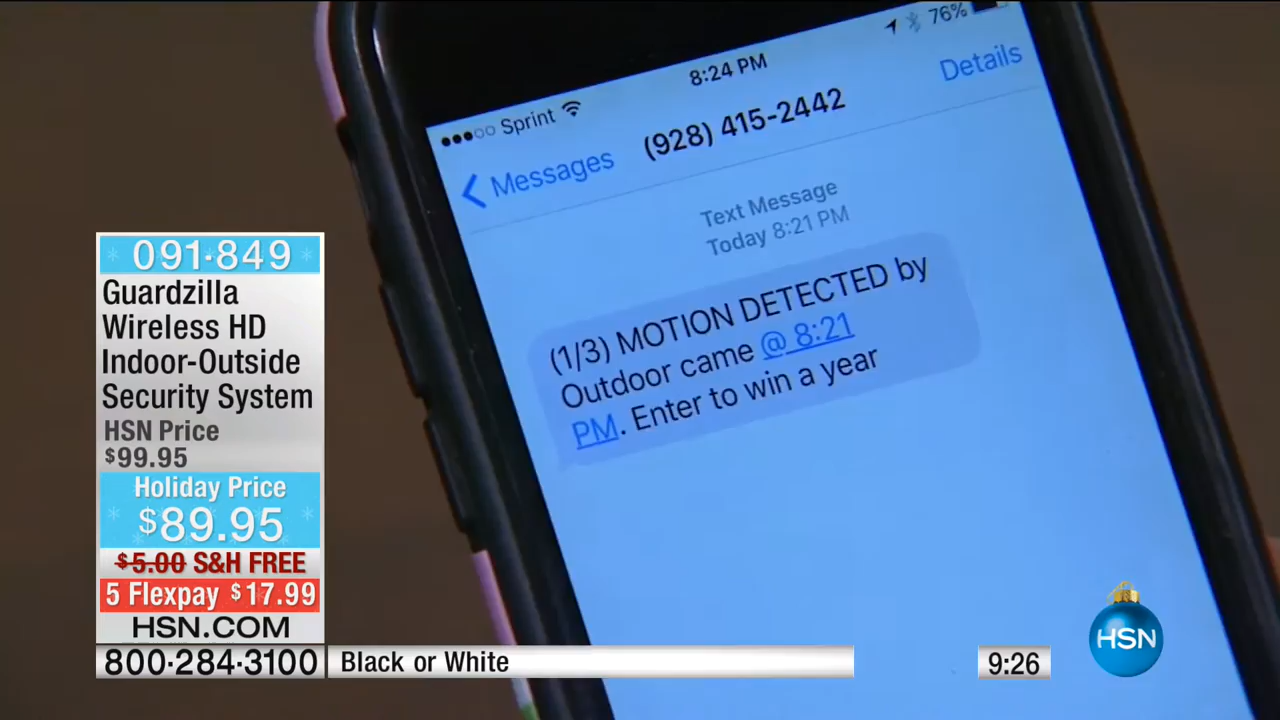 76%
●●●○○ Sprint
8:24 PM
Messages
(928) 415-2442
Details
Text Message
Today 8:21 PM
(1/3) MOTION DETECTED by
Outdoor came @ 8:21
PM. Enter to win a year
091·849
Guardzilla
Wireless HD
Indoor-Outside
Security System
HSN Price
$99.95
Holiday Price
$89.95
$5.00 S&H FREE
5 Flexpay $17.99
HSN.COM
800·284·3100
Black or White
9:26
HSN